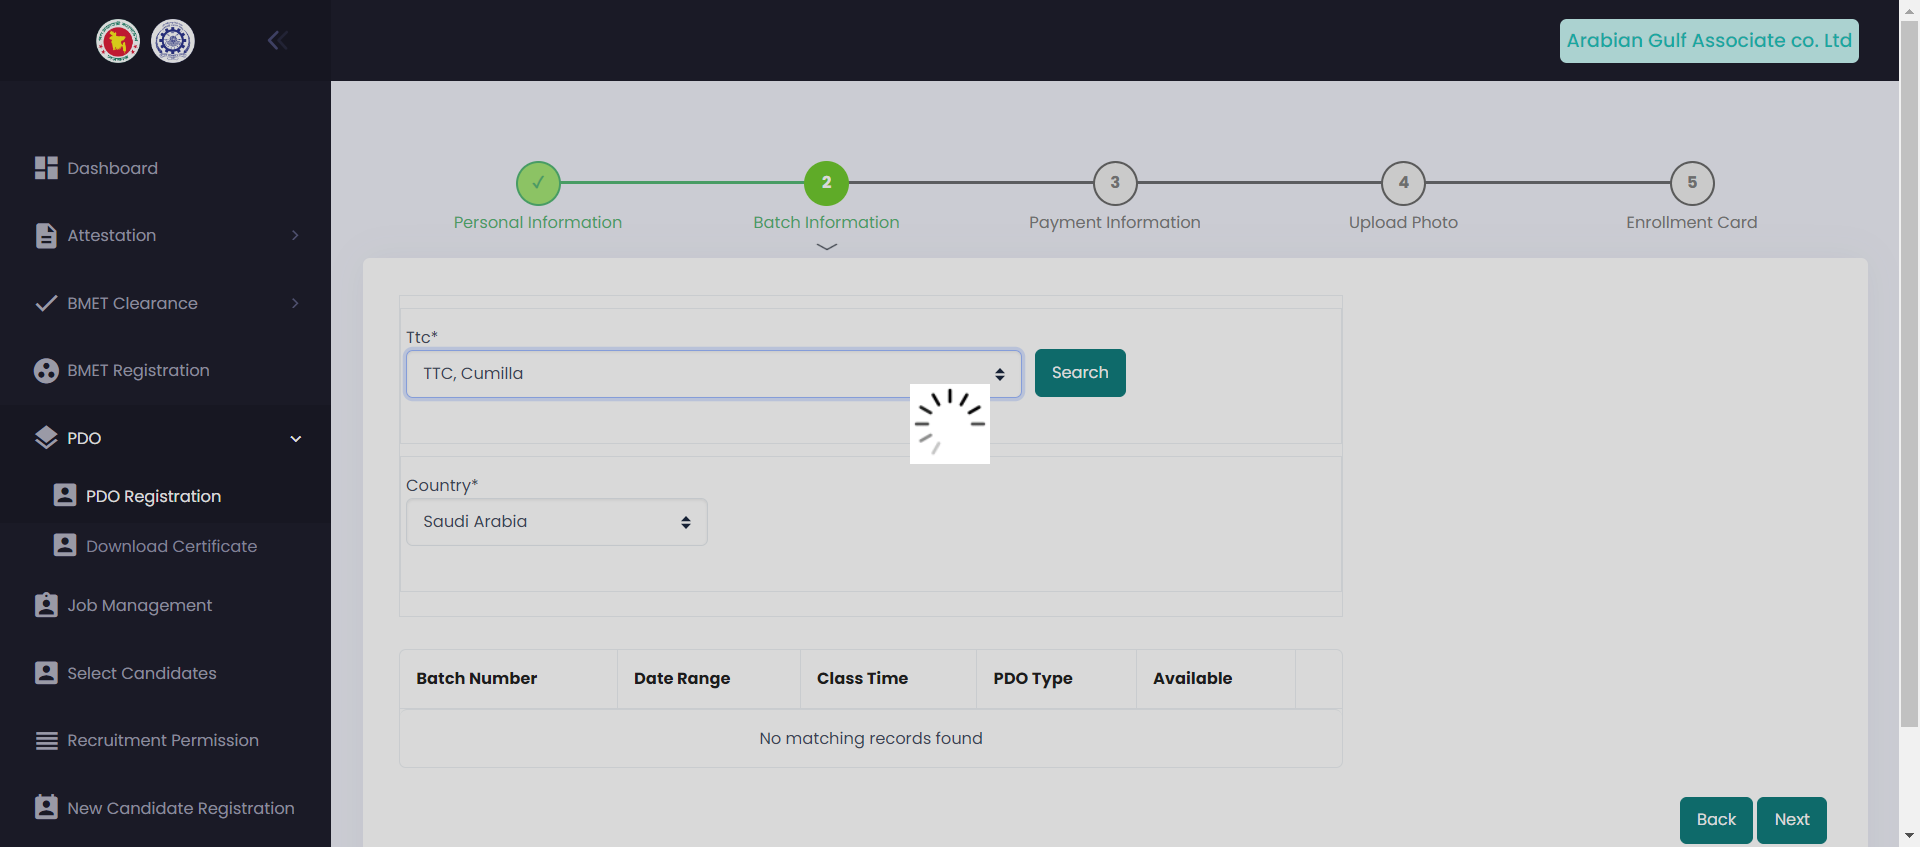 Arabian Gulf Associate co. Ltd
Dashboard
Attestation
BMET Clearance
BMET Registration
PDO
PDO Registration
Download Certificate
Job Management
Select Candidates
Recruitment Permission
New Candidate Registration
✓ 2 3 4 5
Personal Information Batch Information Payment Information Upload Photo Enrollment Card
Ttc*
TTC, Cumilla Search
Country*
Saudi Arabia
Batch Number Date Range Class Time PDO Type Available
No matching records found
Back Next